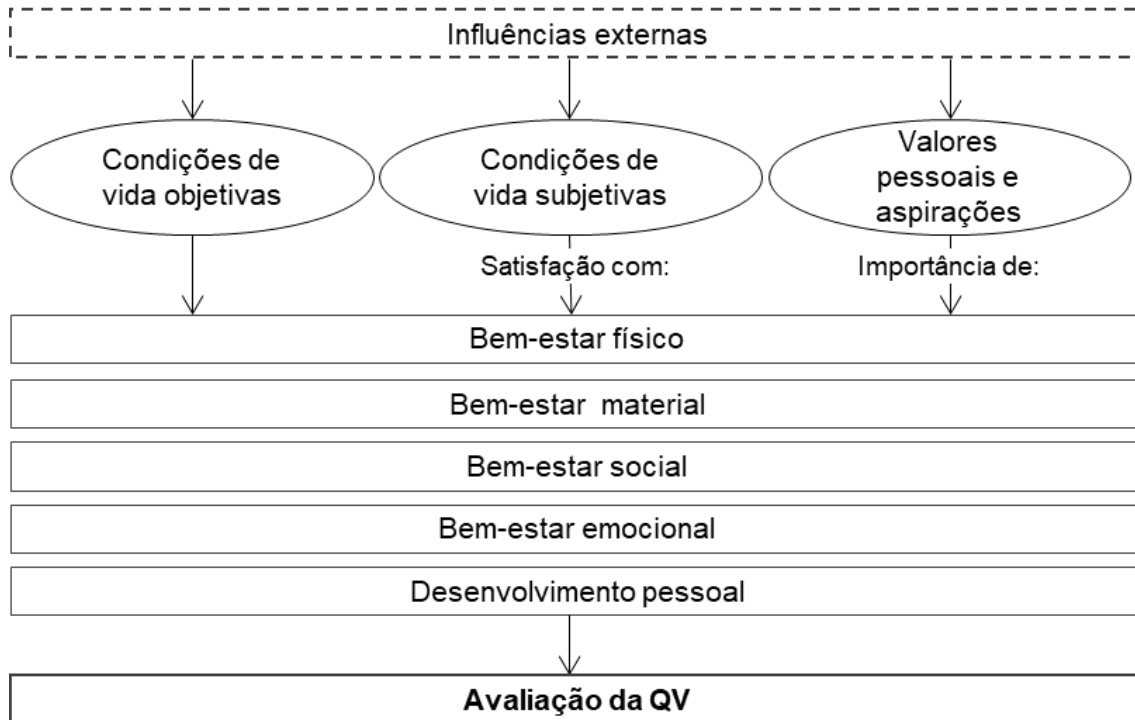 Influências externas
Condições de
vida objetivas
Condições de
vida subjetivas
Valores
pessoais e
aspirações
Satisfação com:
Importância de:
Bem-estar físico
Bem-estar material
Bem-estar social
Bem-estar emocional
Desenvolvimento pessoal
Avaliação da QV